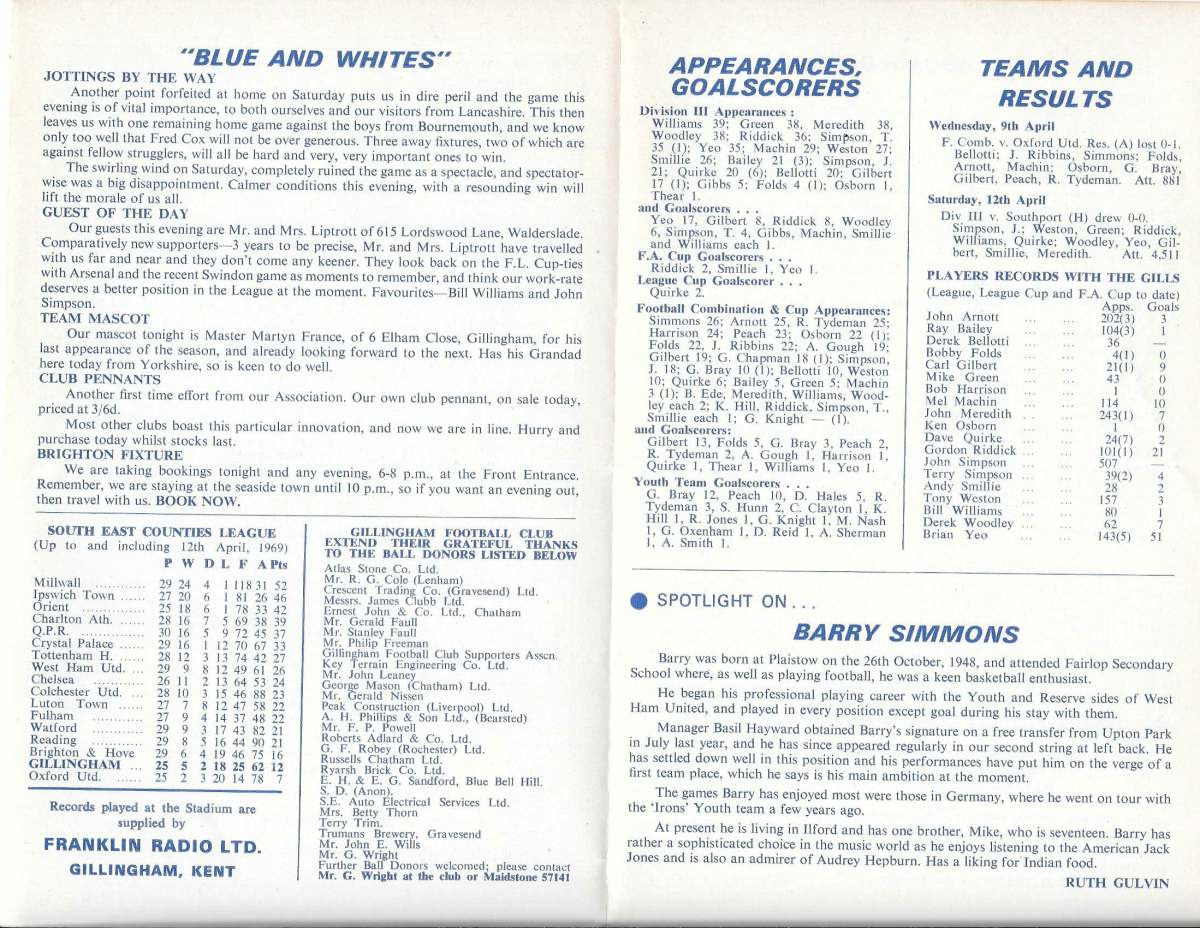 "BLUE AND WHITES"
JOTTINGS BY THE WAY
Another point forfeited at home on Saturday puts us in dire peril and the game this
evening is of vital importance, to both ourselves and our visitors from Lancashire. This then
leaves us with one remaining home game against the boys from Bournemouth, and we know
only too well that Fred Cox will not be over generous. Three away fixtures, two of which are
against fellow strugglers, will all be hard and very, very important ones to win.
The swirling wind on Saturday, completely ruined the game as a spectacle, and spectator-
wise was a big disappointment. Calmer conditions this evening, with a resounding win will
lift the morale of us all.
GUEST OF THE DAY
Our guests this evening are Mr. and Mrs. Liptrott of 615 Lordswood Lane, Walderslade.
Comparatively new supporters—3 years to be precise, Mr. and Mrs. Liptrott have travelled
with us far and near and they don't come any keener. They look back on the F.L. Cup-ties
with Arsenal and the recent Swindon game as moments to remember, and think our work-rate
deserves a better position in the League at the moment. Favourites—Bill Williams and John
Simpson.
TEAM MASCOT
Our mascot tonight is Master Martyn France, of 6 Elham Close, Gillingham, for his
last appearance of the season, and already looking forward to the next. Has his Grandad
here today from Yorkshire, so is keen to do well.
CLUB PENNANTS
Another first time effort from our Association. Our own club pennant, on sale today,
priced at 3/6d.
Most other clubs boast this particular innovation, and now we are in line. Hurry and
purchase today whilst stocks last.
BRIGHTON FIXTURE
We are taking bookings tonight and any evening, 6-8 p.m., at the Front Entrance.
Remember, we are staying at the seaside town until 10 p.m., so if you want an evening out,
then travel with us. BOOK NOW.
SOUTH EAST COUNTIES LEAGUE
(Up to and including 12th April, 1969)
P W D L F A Pts
Millwall ............ 29 24 4 1 118 31 52
Ipswich Town ...... 27 20 6 1 81 26 46
Orient ............... 25 18 6 1 78 33 42
Charlton Ath. ...... 28 16 7 5 69 38 39
Q.P.R. ............... 30 16 5 9 72 45 37
Crystal Palace ...... 29 16 1 12 70 67 33
Tottenham H. ...... 28 12 3 13 74 42 27
West Ham Utd. ... 29 9 8 12 49 61 26
Chelsea ............ 26 11 2 13 64 53 24
Colchester Utd. ... 28 10 3 15 46 88 23
Luton Town ...... 27 7 8 12 47 58 22
Fulham ............ 27 9 4 14 37 48 22
Watford ............ 29 9 3 17 43 82 21
Reading ............ 29 8 5 16 44 90 21
Brighton & Hove 29 6 4 19 46 75 16
GILLINGHAM ... 25 5 2 18 25 62 12
Oxford Utd. ...... 25 2 3 20 14 78 7
Records played at the Stadium are
supplied by
FRANKLIN RADIO LTD.
GILLINGHAM, KENT
GILLINGHAM FOOTBALL CLUB
EXTEND THEIR GRATEFUL THANKS
TO THE BALL DONORS LISTED BELOW
Atlas Stone Co. Ltd.
Mr. R. G. Cole (Lenham)
Crescent Trading Co. (Gravesend) Ltd.
Messrs. James Clubb Ltd.
Ernest John & Co. Ltd., Chatham
Mr. Gerald Faull
Mr. Stanley Faull
Mr. Philip Freeman
Gillingham Football Club Supporters Asscn.
Key Terrain Engineering Co. Ltd.
Mr. John Leaney
George Mason (Chatham) Ltd.
Mr. Gerald Nissen
Peak Construction (Liverpool) Ltd.
A. H. Phillips & Son Ltd., (Bearsted)
Mr. F. P. Powell
Roberts Adlard & Co. Ltd.
G. F. Robey (Rochester) Ltd.
Russells Chatham Ltd.
Ryarsh Brick Co. Ltd.
E. H. & E. G. Sandford, Blue Bell Hill.
S. D. (Anon).
S.E. Auto Electrical Services Ltd.
Mrs. Betty Thorn
Terry Trim.
Trumans Brewery, Gravesend
Mr. John E. Wills
Mr. G. Wright
Further Ball Donors welcomed; please contact
Mr. G. Wright at the club or Maidstone 57141
APPEARANCES,
GOALSCORERS
Division III Appearances :
Williams 39; Green 38, Meredith 38,
Woodley 38; Riddick 36; Simpson, T.
35 (1); Yeo 35; Machin 29; Weston 27;
Smillie 26; Bailey 21 (3); Simpson, J.
21; Quirke 20 (6); Bellotti 20; Gilbert
17 (1); Gibbs 5; Folds 4 (1); Osborn 1,
Thear 1.
and Goalscorers . . .
Yeo 17, Gilbert 8, Riddick 8, Woodley
6, Simpson, T. 4, Gibbs, Machin, Smillie
and Williams each 1.
F.A. Cup Goalscorers . . .
Riddick 2, Smillie 1, Yeo 1.
League Cup Goalscorer . . .
Quirke 2.
Football Combination & Cup Appearances:
Simmons 26; Arnott 25, R. Tydeman 25;
Harrison 24; Peach 23; Osborn 22 (1);
Folds 22, J. Ribbins 22; A. Gough 19;
Gilbert 19; G. Chapman 18 (1); Simpson,
J. 18; G. Bray 10 (1); Bellotti 10, Weston
10; Quirke 6; Bailey 5, Green 5; Machin
3 (1); B. Ede, Meredith, Williams, Wood-
ley each 2; K. Hill, Riddick, Simpson, T.,
Smillie each 1; G. Knight — (1).
and Goalscorers:
Gilbert 13, Folds 5, G. Bray 3, Peach 2,
R. Tydeman 2, A. Gough 1, Harrison 1,
Quirke 1, Thear 1, Williams 1, Yeo 1.
Youth Team Goalscorers . . .
G. Bray 12, Peach 10, D. Hales 5, R.
Tydeman 3, S. Hunn 2, C. Clayton 1, K.
Hill 1, R. Jones 1, G. Knight 1, M. Nash
1, G. Oxenham 1, D. Reid 1, A. Sherman
1, A. Smith 1.
TEAMS AND
RESULTS
Wednesday, 9th April
F. Comb. v. Oxford Utd. Res. (A) lost 0-1.
Bellotti; J. Ribbins, Simmons; Folds,
Arnott, Machin; Osborn, G. Bray,
Gilbert, Peach, R. Tydeman. Att. 881
Saturday, 12th April
Div III v. Southport (H) drew 0-0.
Simpson, J.; Weston, Green; Riddick,
Williams, Quirke; Woodley, Yeo, Gil-
bert, Smillie, Meredith. Att. 4,511
PLAYERS RECORDS WITH THE GILLS
(League, League Cup and F.A. Cup to date)
Apps. Goals
John Arnott ... ... 202(3) 3
Ray Bailey ... ... 104(3) 1
Derek Bellotti ... ... 36 —
Bobby Folds ... ... 4(1) 0
Carl Gilbert ... ... 21(1) 9
Mike Green ... ... 43 0
Bob Harrison ... ... 1 0
Mel Machin ... ... 114 10
John Meredith ... ... 243(1) 7
Ken Osborn ... ... 1 0
Dave Quirke ... ... 24(7) 2
Gordon Riddick ... ... 101(1) 21
John Simpson ... ... 507 —
Terry Simpson ... ... 39(2) 4
Andy Smillie ... ... 28 2
Tony Weston ... ... 157 3
Bill Williams ... ... 80 1
Derek Woodley ... ... 62 7
Brian Yeo ... ... 143(5) 51
● SPOTLIGHT ON . . .
BARRY SIMMONS
Barry was born at Plaistow on the 26th October, 1948, and attended Fairlop Secondary
School where, as well as playing football, he was a keen basketball enthusiast.
He began his professional playing career with the Youth and Reserve sides of West
Ham United, and played in every position except goal during his stay with them.
Manager Basil Hayward obtained Barry's signature on a free transfer from Upton Park
in July last year, and he has since appeared regularly in our second string at left back. He
has settled down well in this position and his performances have put him on the verge of a
first team place, which he says is his main ambition at the moment.
The games Barry has enjoyed most were those in Germany, where he went on tour with
the 'Irons' Youth team a few years ago.
At present he is living in Ilford and has one brother, Mike, who is seventeen. Barry has
rather a sophisticated choice in the music world as he enjoys listening to the American Jack
Jones and is also an admirer of Audrey Hepburn. Has a liking for Indian food.
RUTH GULVIN